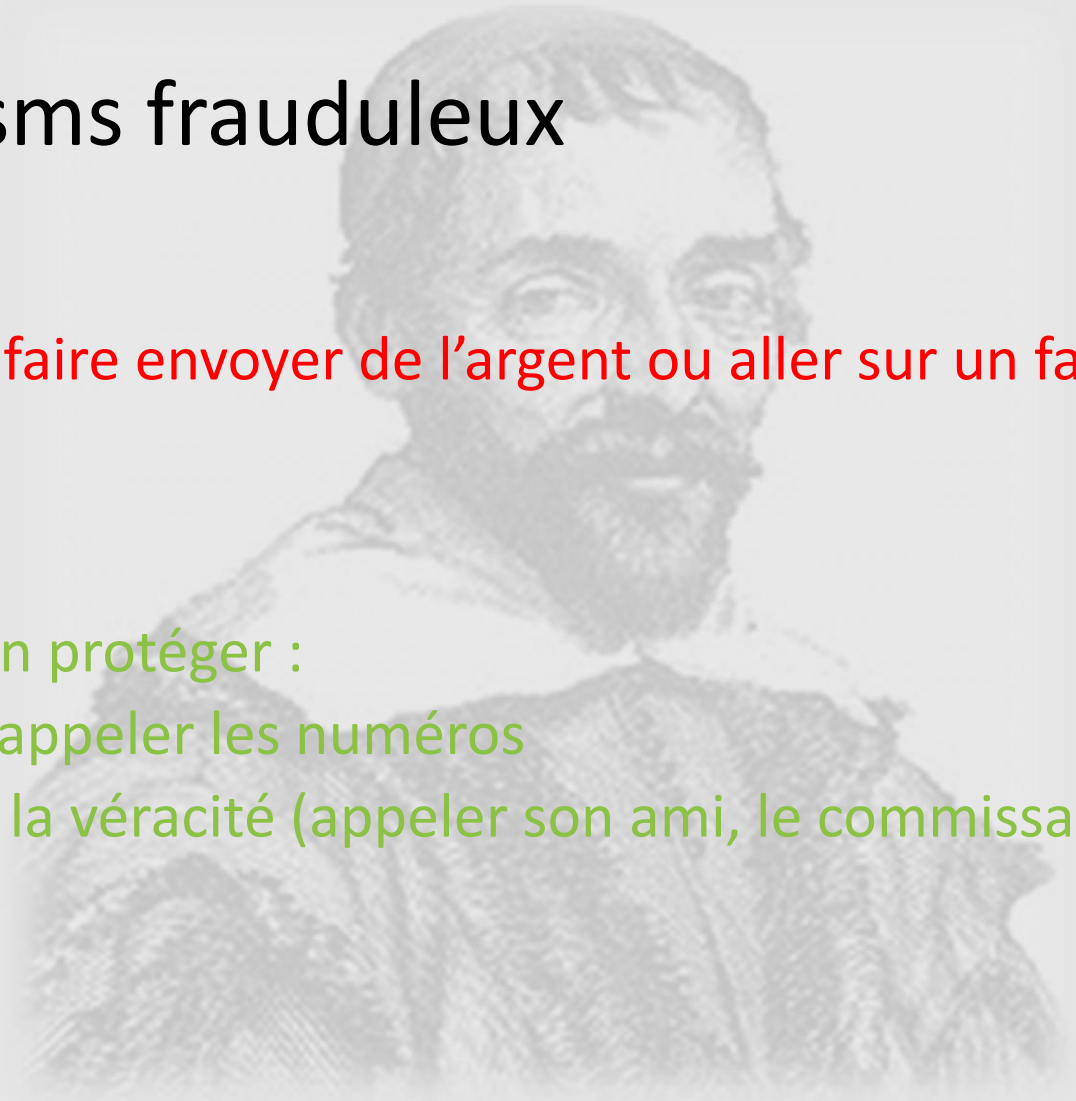 sms frauduleux
faire envoyer de l’argent ou aller sur un fa
n protéger :
appeler les numéros
la véracité (appeler son ami, le commissa